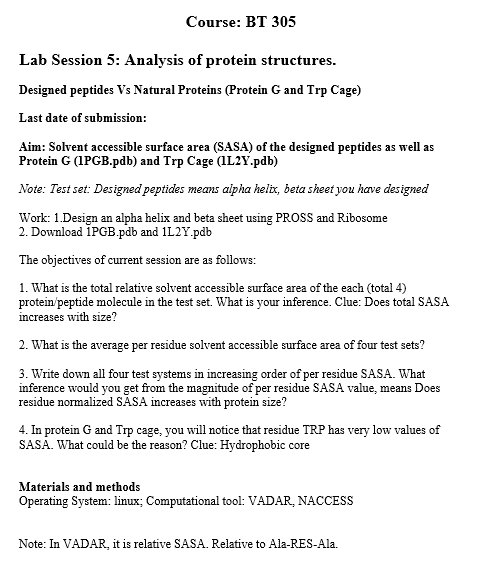 Course: BT 305
Lab Session 5: Analysis of protein structures.
Designed peptides Vs Natural Proteins (Protein G and Trp Cage)
Last date of submission:
Aim: Solvent accessible surface area (SASA) of the designed peptides as well as
Protein G (1PGB.pdb) and Trp Cage (1L2Y.pdb)
Note: Test set: Designed peptides means alpha helix, beta sheet you have designed
Work: 1.Design an alpha helix and beta sheet using PROSS and Ribosome
2. Download 1PGB.pdb and 1L2Y.pdb
The objectives of current session are as follows:
1. What is the total relative solvent accessible surface area of the each (total 4)
protein/peptide molecule in the test set. What is your inference. Clue: Does total SASA
increases with size?
2. What is the average per residue solvent accessible surface area of four test sets?
3. Write down all four test systems in increasing order of per residue SASA. What
inference would you get from the magnitude of per residue SASA value, means Does
residue normalized SASA increases with protein size?
4. In protein G and Trp cage, you will notice that residue TRP has very low values of
SASA. What could be the reason? Clue: Hydrophobic core
Materials and methods
Operating System: linux; Computational tool: VADAR, NACCESS
Note: In VADAR, it is relative SASA. Relative to Ala-RES-Ala.